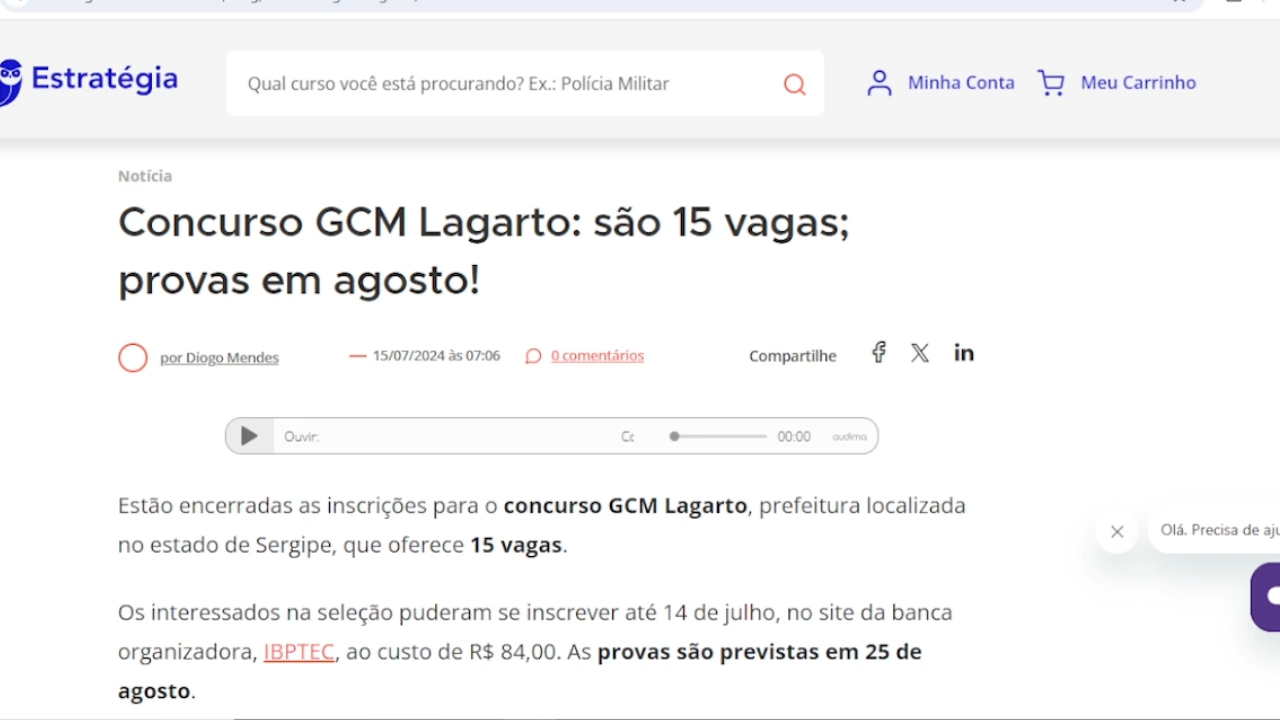 Estratégia
Qual curso você está procurando? Ex.: Polícia Militar
Minha Conta
Meu Carrinho
Notícia
Concurso GCM Lagarto: são 15 vagas;
provas em agosto!
por Diogo Mendes
15/07/2024 às 07:06
0 comentários
Compartilhe
Ouvir:
00:00
audima
Estão encerradas as inscrições para o concurso GCM Lagarto, prefeitura localizada
no estado de Sergipe, que oferece 15 vagas.
Olá. Precisa de
Os interessados na seleção puderam se inscrever até 14 de julho, no site da banca
organizadora, IBPTEC, ao custo de R$ 84,00. As provas são previstas em 25 de
agosto.